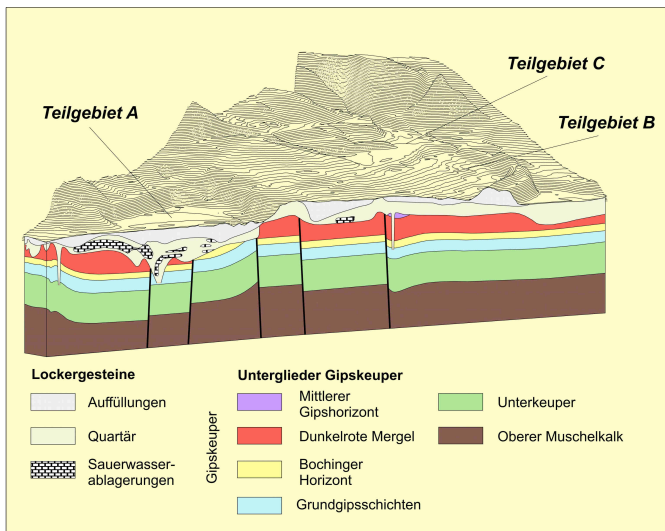 Teilgebiet C
Teilgebiet A
Teilgebiet B
Lockergesteine
Auffüllungen
Quartär
Sauerwasser-
ablagerungen
Gipskeuper
Unterglieder Gipskeuper
Mittlerer
Gipshorizont
Dunkelrote Mergel
Bochinger
Horizont
Grundgipsschichten
Unterkeuper
Oberer Muschelkalk